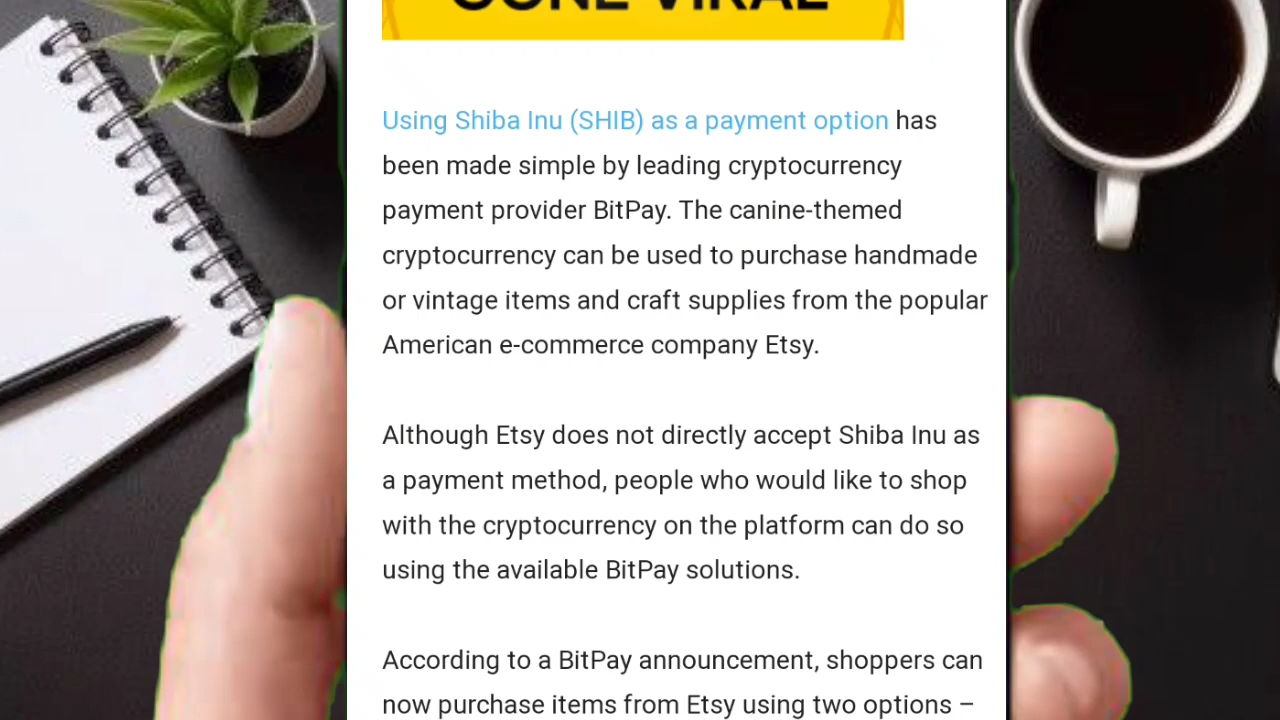 GONE VIRAL
Using Shiba Inu (SHIB) as a payment option has
been made simple by leading cryptocurrency
payment provider BitPay. The canine-themed
cryptocurrency can be used to purchase handmade
or vintage items and craft supplies from the popular
American e-commerce company Etsy.
Although Etsy does not directly accept Shiba Inu as
a payment method, people who would like to shop
with the cryptocurrency on the platform can do so
using the available BitPay solutions.
According to a BitPay announcement, shoppers can
now purchase items from Etsy using two options –